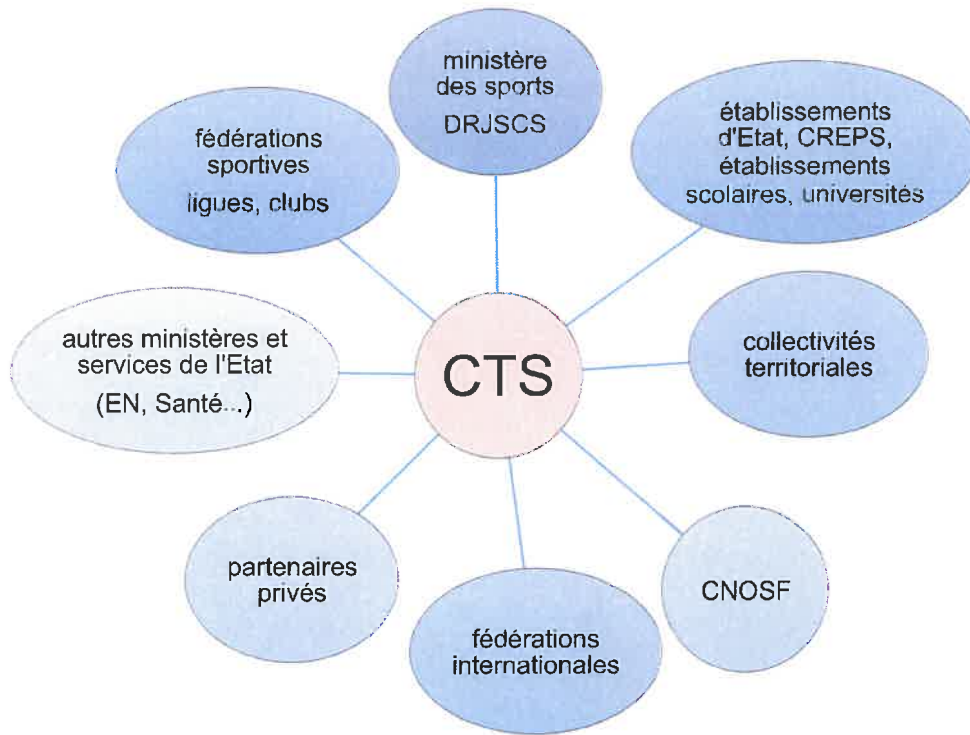 ministère
des sports
DRJSCS
fédérations
sportives
ligues, clubs
établissements
d'Etat, CREPS,
établissements
scolaires, universités
autres ministères et
services de l'Etat
(EN, Santé...)
CTS
collectivités
territoriales
partenaires
privés
fédérations
internationales
CNOSF